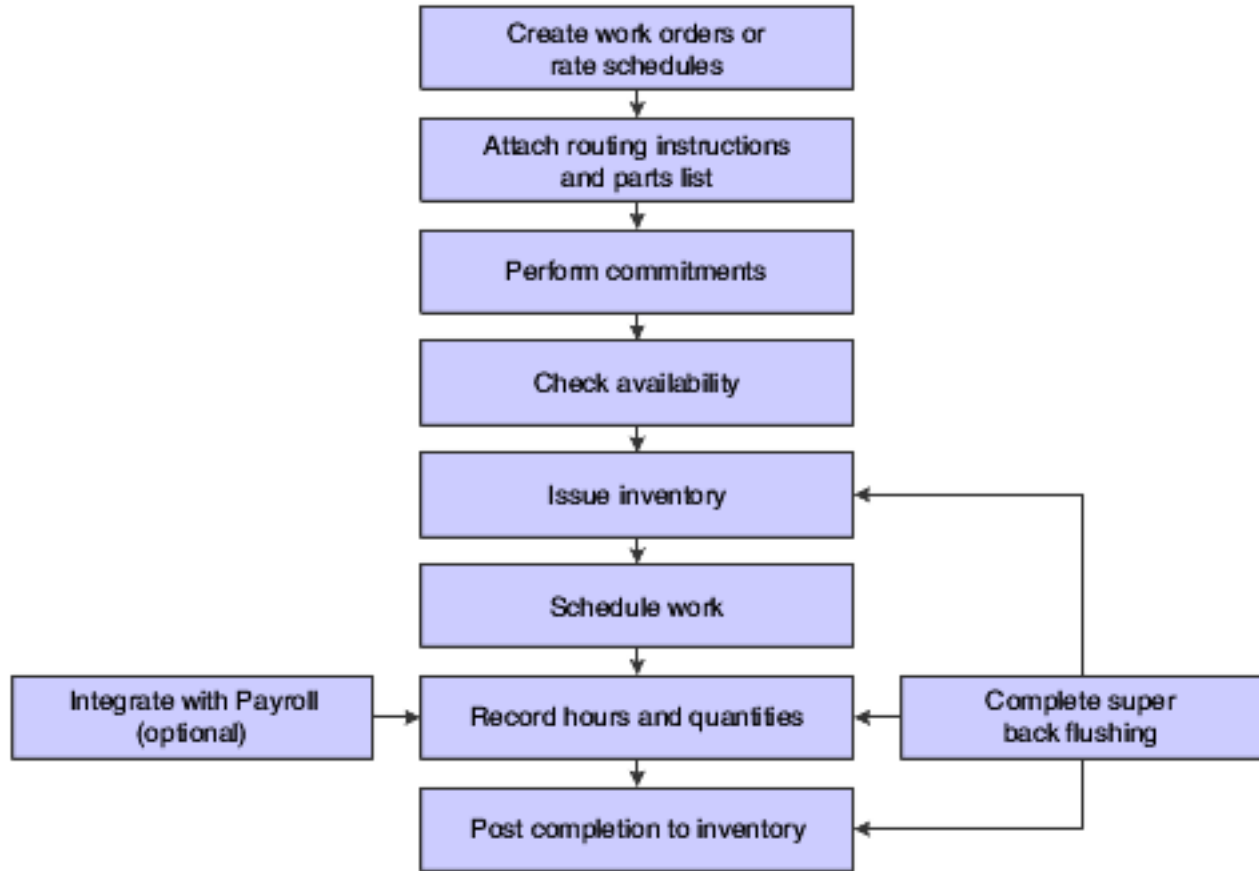 Create work orders or
rate schedules
Attach routing instructions
and parts list
Perform commitments
Check availability
Issue inventory
Schedule work
Integrate with Payroll
(optional)
Record hours and quantities
Complete super
back flushing
Post completion to inventory